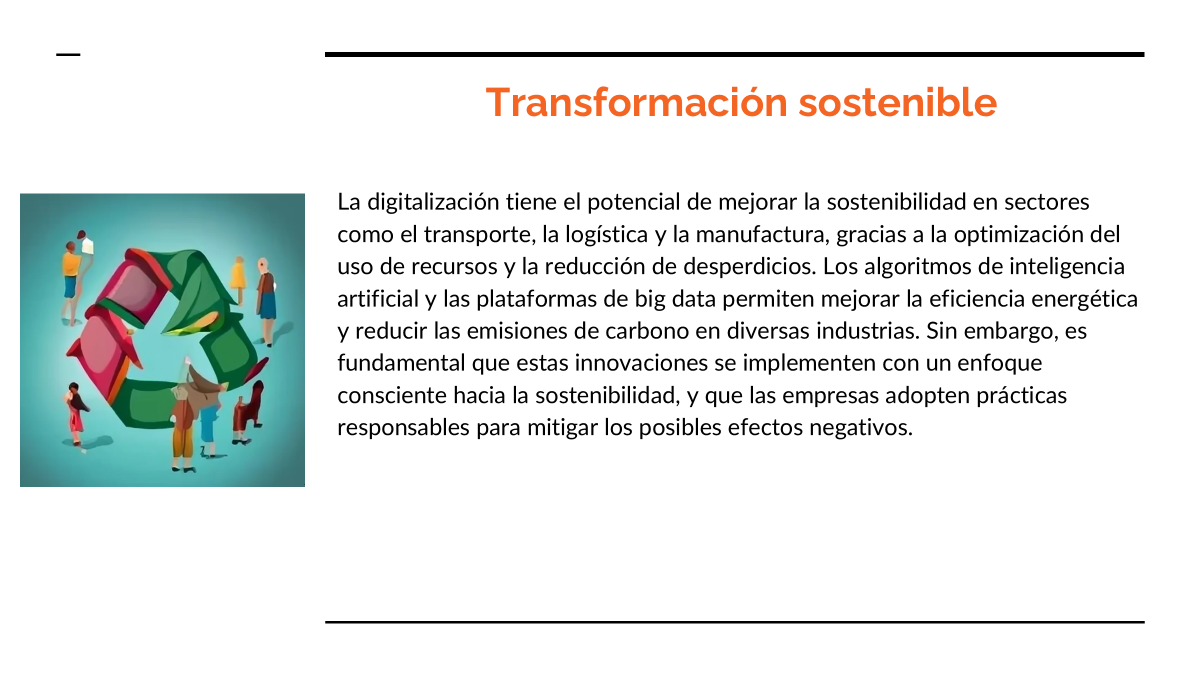 Transformación sostenible
La digitalización tiene el potencial de mejorar la sostenibilidad en sectores
como el transporte, la logística y la manufactura, gracias a la optimización del
uso de recursos y la reducción de desperdicios. Los algoritmos de inteligencia
artificial y las plataformas de big data permiten mejorar la eficiencia energética
y reducir las emisiones de carbono en diversas industrias. Sin embargo, es
fundamental que estas innovaciones se implementen con un enfoque
consciente hacia la sostenibilidad, y que las empresas adopten prácticas
responsables para mitigar los posibles efectos negativos.